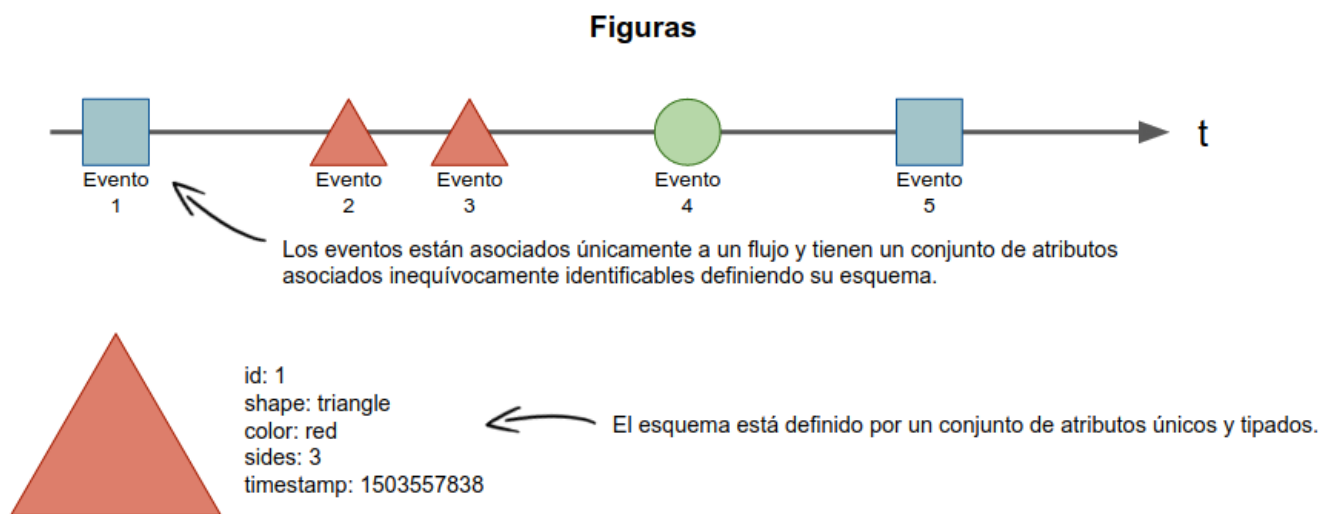 Figuras
t
Evento
1
Evento
2
Evento
3
Evento
4
Evento
5
Los eventos están asociados únicamente a un flujo y tienen un conjunto de atributos
asociados inequívocamente identificables definiendo su esquema.
id: 1
shape: triangle
color: red
sides: 3
timestamp: 1503557838
El esquema está definido por un conjunto de atributos únicos y tipados.